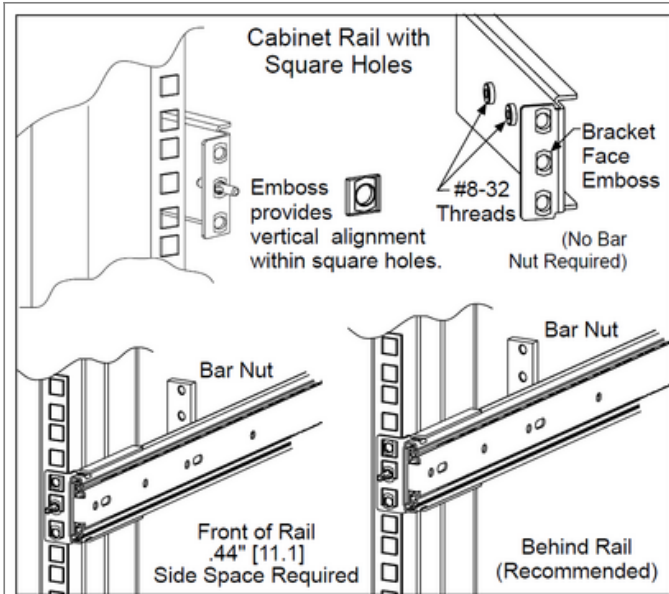 Cabinet Rail with
Square Holes
Emboss
provides
vertical alignment
within square holes.
#8-32
Threads
Bracket
Face
Emboss
(No Bar
Nut Required)
Bar Nut
Front of Rail
.44" [11.1]
Side Space Required
Bar Nut
Behind Rail
(Recommended)